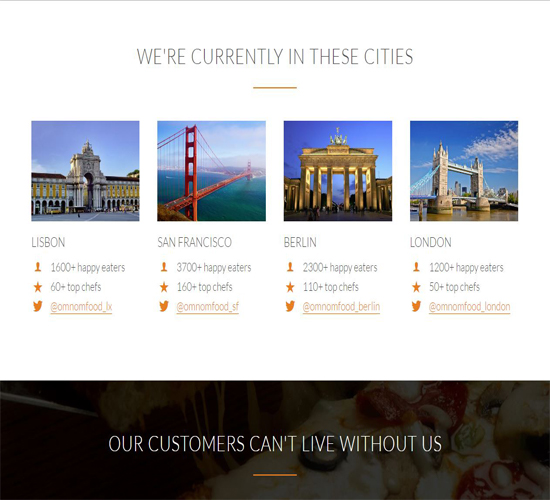 WE'RE CURRENTLY IN THESE CITIES
LISBON
1600+ happy eaters
60+ top chefs
@omnomfood_lx
SAN FRANCISCO
3700+ happy eaters
160+ top chefs
@omnomfood_sf
BERLIN
2300+ happy eaters
110+ top chefs
@omnomfood_berlin
LONDON
1200+ happy eaters
50+ top chefs
@omnomfood_london
OUR CUSTOMERS CAN'T LIVE WITHOUT US